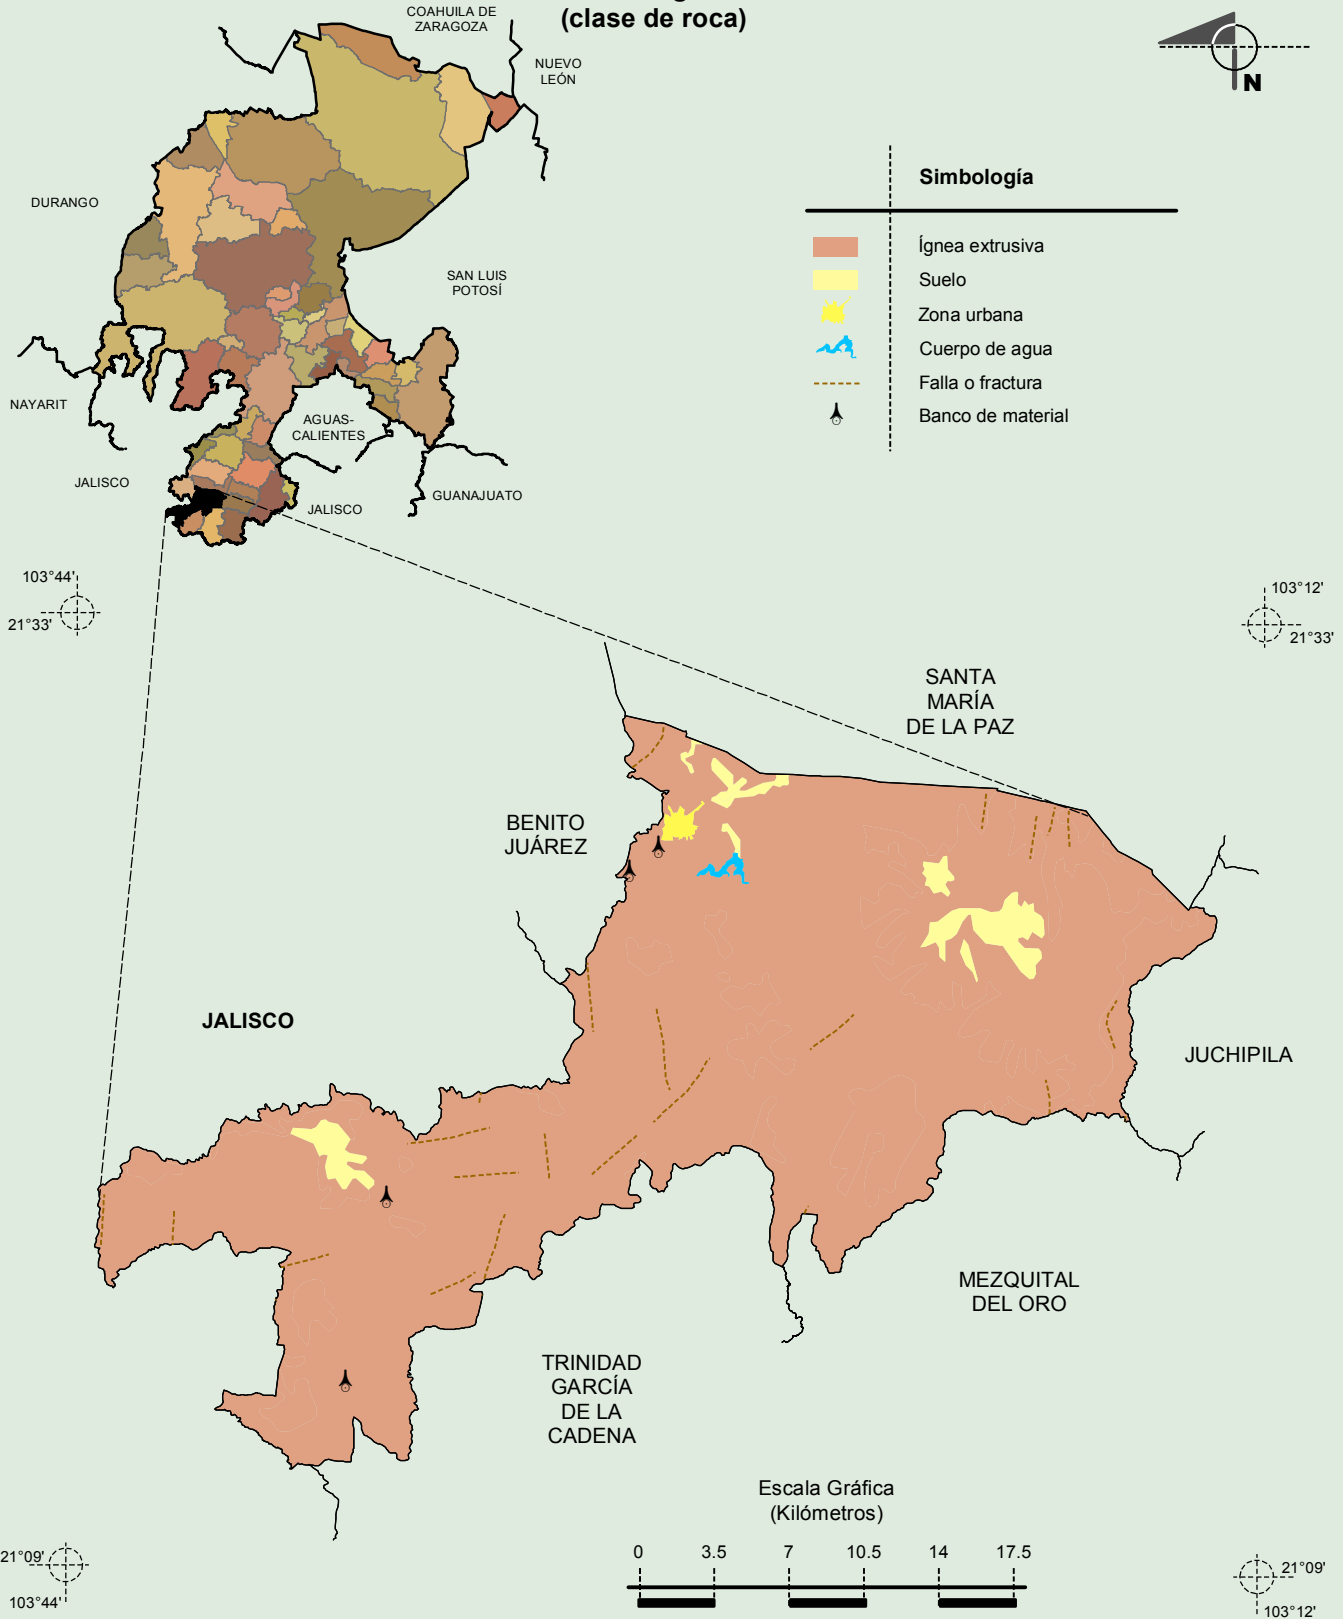 (clase de roca)
COAHUILA DE
ZARAGOZA
NUEVO
LEÓN
N
DURANGO
SAN LUIS
POTOSÍ
NAYARIT
AGUAS-
CALIENTES
JALISCO
GUANAJUATO
JALISCO
Simbología
Ígnea extrusiva
Suelo
Zona urbana
Cuerpo de agua
Falla o fractura
Banco de material
103°44'
21°33'
103°12'
21°33'
SANTA
MARÍA
DE LA PAZ
BENITO
JUÁREZ
JALISCO
JUCHIPILA
MEZQUITAL
DEL ORO
TRINIDAD
GARCÍA
DE LA
CADENA
Escala Gráfica
(Kilómetros)
0 3.5 7 10.5 14 17.5
21°09'
103°44'
21°09'
103°12'